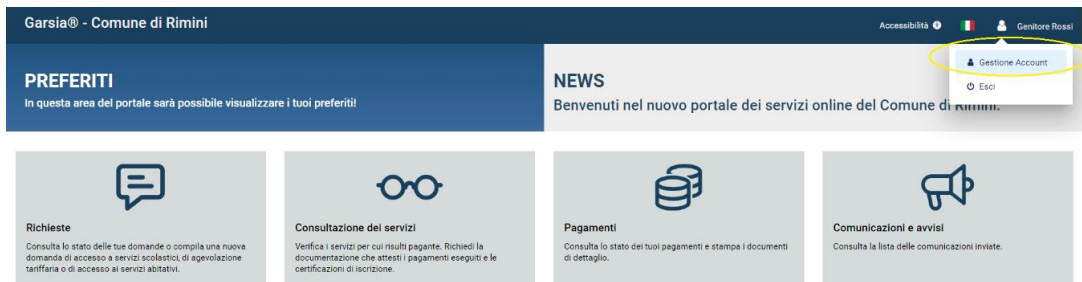 Garsia® - Comune di Rimini
Accessibilità
Genitore Rossi
Gestione Account
Esci
PREFERITI
In questa area del portale sarà possibile visualizzare i tuoi preferiti!
NEWS
Benvenuti nel nuovo portale dei servizi online del Comune di Rimini.
Richieste
Consulta lo stato delle tue domande o compila una nuova
domanda di accesso a servizi scolastici, di agevolazione
tariffaria o di accesso ai servizi abitativi.
Consultazione dei servizi
Verifica i servizi per cui risulti pagante. Richiedi la
documentazione che attesti i pagamenti eseguiti e le
certificazioni di iscrizione.
Pagamenti
Consulta lo stato dei tuoi pagamenti e stampa i documenti
di dettaglio.
Comunicazioni e avvisi
Consulta la lista delle comunicazioni inviate.